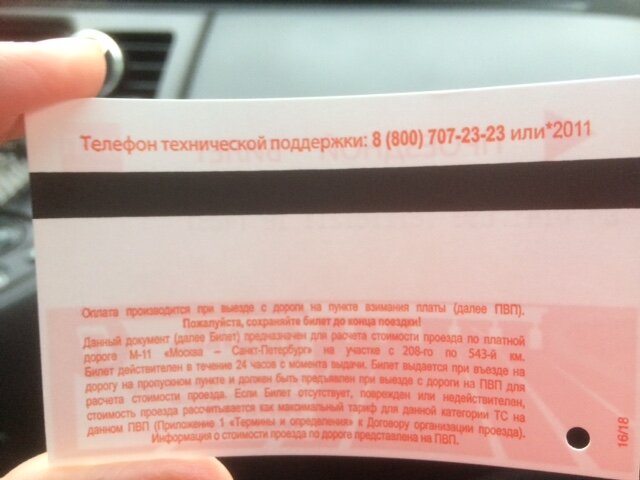 Телефон технической поддержки: 8 (800) 707-23-23 или*2011
Оплата производится при выезде с дороги на пункте взимания платы (далее ПВП).
Пожалуйста, сохраняйте билет до конца поездки!
Данный документ (далее Билет) предназначен для расчета стоимости проезда по платной
дороге М-11 «Москва – Санкт-Петербург» на участке с 208-го по 543-й км.
Билет действителен в течение 24 часов с момента выдачи. Билет выдается при въезде на
дорогу на пропускном пункте и должен быть предъявлен при выезде с дороги на ПВП для
расчета стоимости проезда. Если Билет отсутствует, поврежден или недействителен,
стоимость проезда рассчитывается как максимальный тариф для данной категории ТС на
данном ПВП (Приложение 1 «Термины и определения» к Договору организации проезда).
Информация о стоимости проезда по дороге представлена на ПВП.
16/18